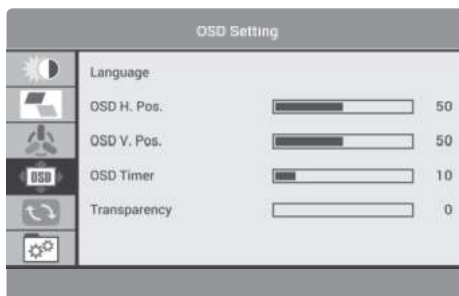 OSD Setting
Language
OSD H. Pos. 50
OSD V. Pos. 50
OSD
OSD Timer 10
Transparency 0